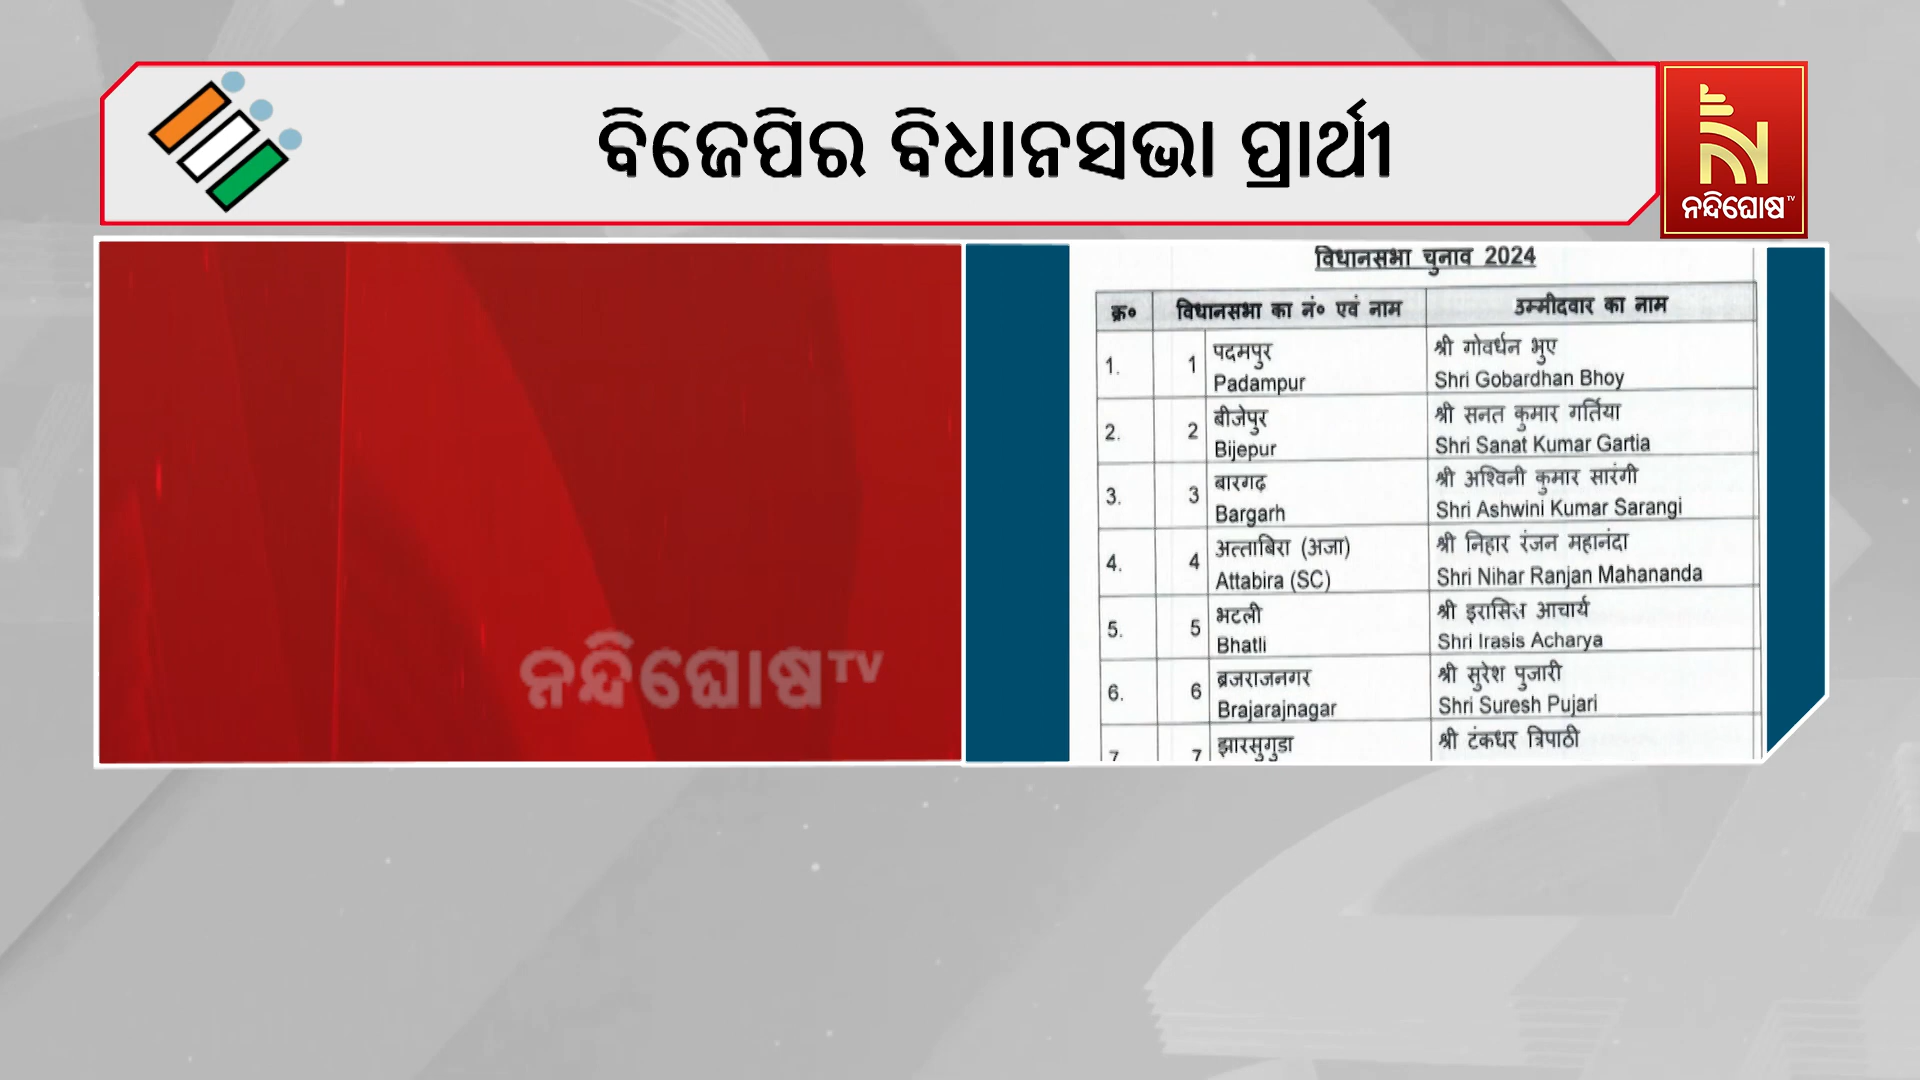 ବିଜେପିର ବିଧାନସଭା ପ୍ରାର୍ଥୀ
ନନ୍ଦିଘୋଷ TV
ନନ୍ଦିଘୋଷ TV
विधानसभा चुनाव 2024
क्र० विधानसभा का नं० एवं नाम उम्मीदवार का नाम
1. 1 पदमपुर श्री गोवर्धन भुए
Padampur Shri Gobardhan Bhoy
2. 2 बीजेपुर श्री सनत कुमार गर्तिया
Bijepur Shri Sanat Kumar Gartia
3. 3 बारगढ़ श्री अश्विनी कुमार सारंगी
Bargarh Shri Ashwini Kumar Sarangi
4. 4 अत्ताबिरा (अजा) श्री निहार रंजन महानंदा
Attabira (SC) Shri Nihar Ranjan Mahananda
5. 5 भटली श्री इरासिस आचार्य
Bhatli Shri Irasis Acharya
6. 6 ब्रजराजनगर श्री सुरेश पुजारी
Brajarajnagar Shri Suresh Pujari
7 7 झारसुगुडा श्री टंकधर त्रिपाठी